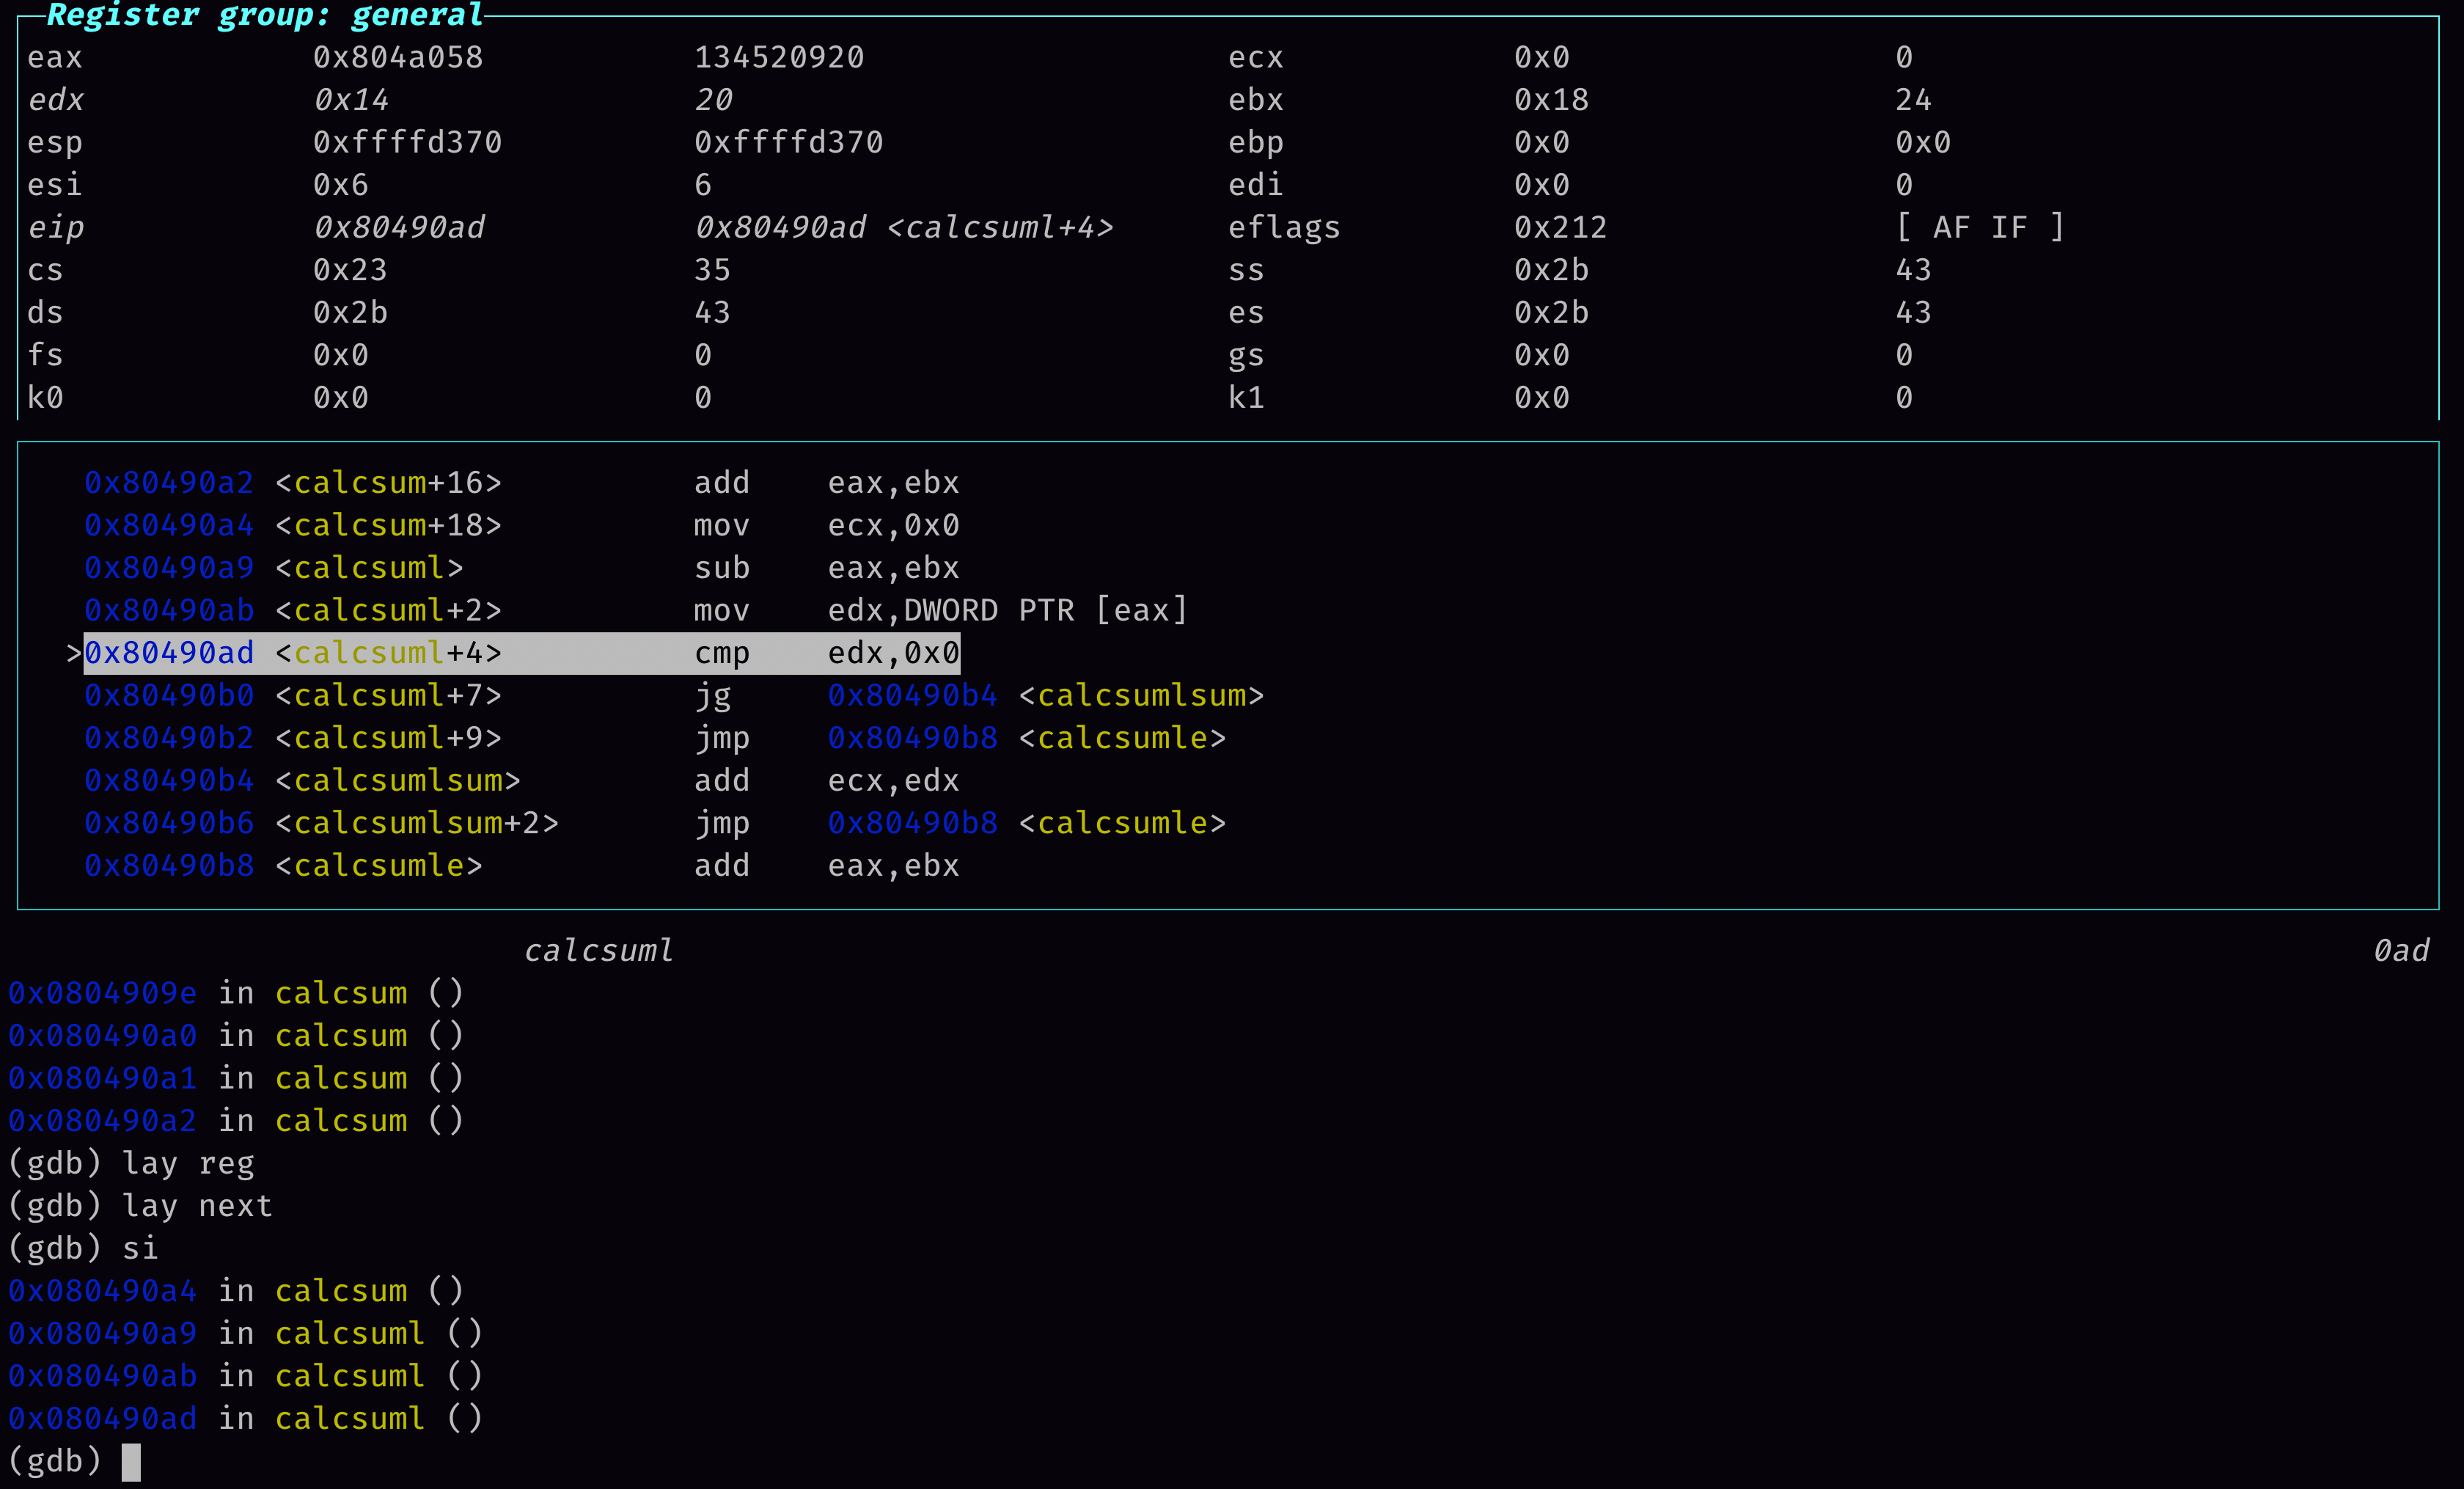 Register group: general
eax 0x804a058 134520920 ecx 0x0 0
edx 0x14 20 ebx 0x18 24
esp 0xffffd370 0xffffd370 ebp 0x0 0x0
esi 0x6 6 edi 0x0 0
eip 0x80490ad 0x80490ad <calcsuml+4> eflags 0x212 [ AF IF ]
cs 0x23 35 ss 0x2b 43
ds 0x2b 43 es 0x2b 43
fs 0x0 0 gs 0x0 0
k0 0x0 0 k1 0x0 0
0x80490a2 <calcsum+16> add eax,ebx
0x80490a4 <calcsum+18> mov ecx,0x0
0x80490a9 <calcsuml> sub eax,ebx
0x80490ab <calcsuml+2> mov edx,DWORD PTR [eax]
>0x80490ad <calcsuml+4> cmp edx,0x0
0x80490b0 <calcsuml+7> jg 0x80490b4 <calcsumlsum>
0x80490b2 <calcsuml+9> jmp 0x80490b8 <calcsumle>
0x80490b4 <calcsumlsum> add ecx,edx
0x80490b6 <calcsumlsum+2> jmp 0x80490b8 <calcsumle>
0x80490b8 <calcsumle> add eax,ebx
calcsuml 0ad
0x0804909e in calcsum ()
0x080490a0 in calcsum ()
0x080490a1 in calcsum ()
0x080490a2 in calcsum ()
(gdb) lay reg
(gdb) lay next
(gdb) si
0x080490a4 in calcsum ()
0x080490a9 in calcsuml ()
0x080490ab in calcsuml ()
0x080490ad in calcsuml ()
(gdb)